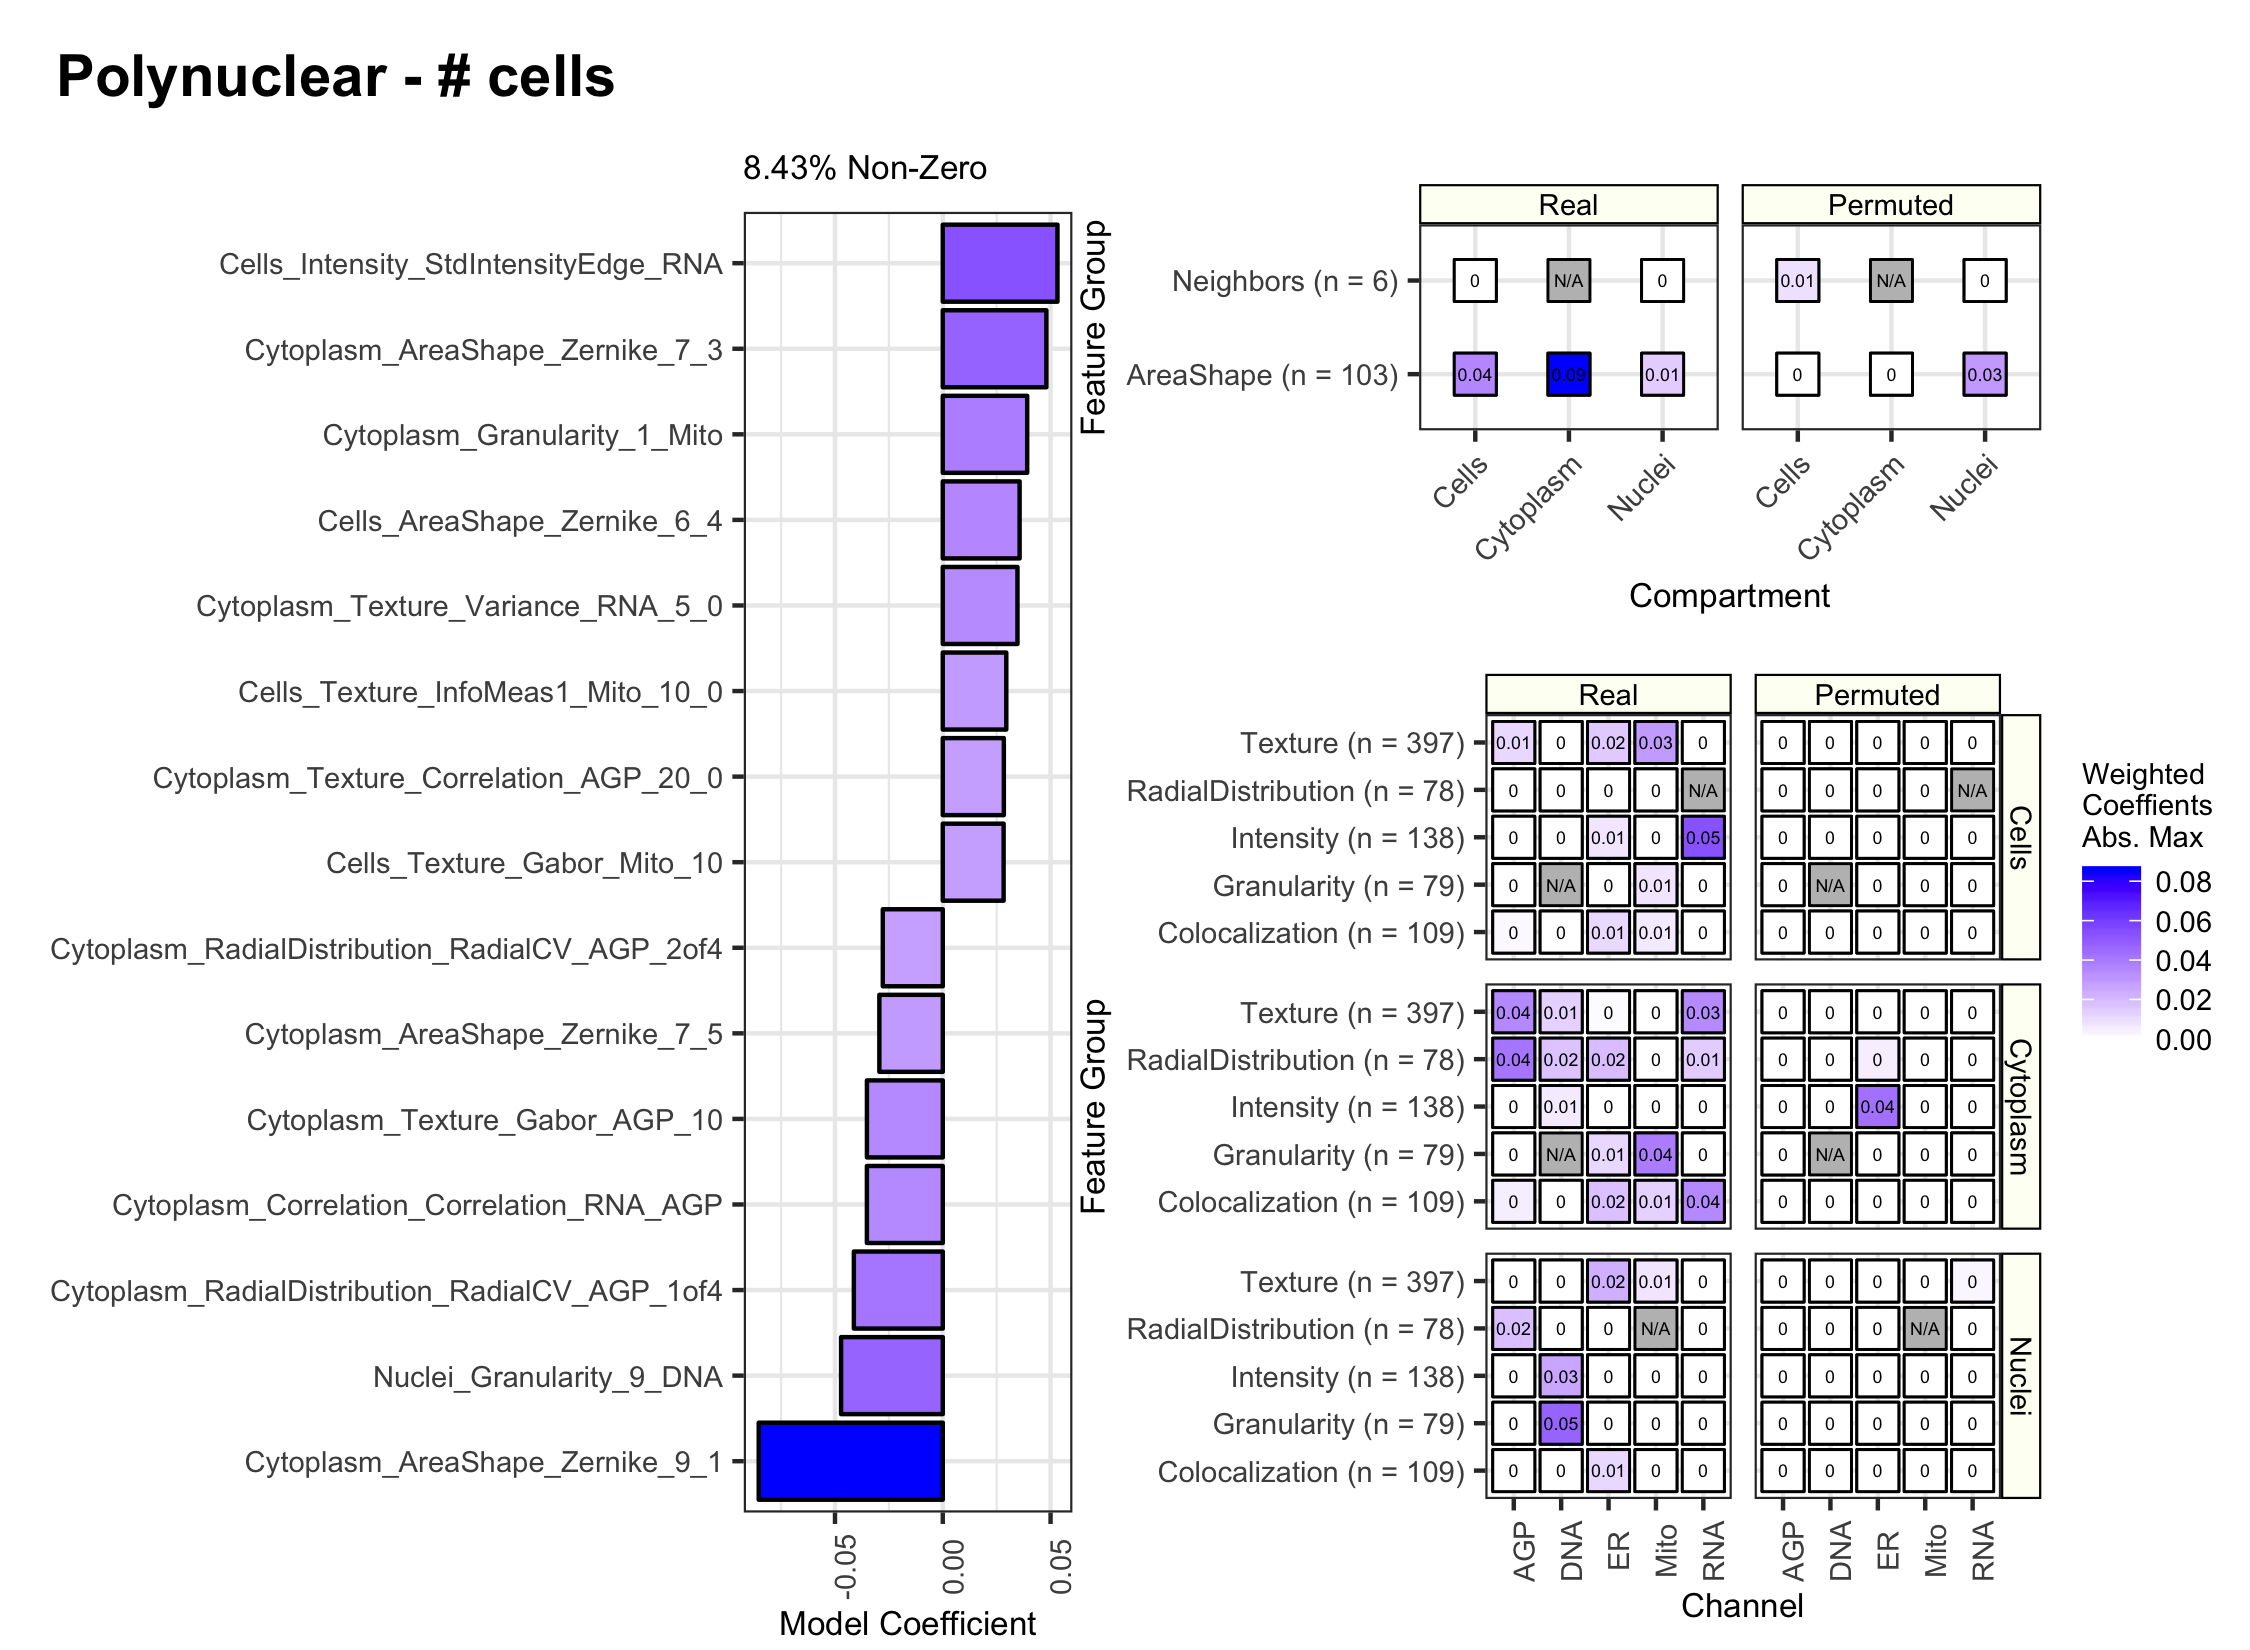 Polynuclear - # cells
8.43% Non-Zero
Cells_Intensity_StdIntensityEdge_RNA
Cytoplasm_AreaShape_Zernike_7_3
Cytoplasm_Granularity_1_Mito
Cells_AreaShape_Zernike_6_4
Cytoplasm_Texture_Variance_RNA_5_0
Cells_Texture_InfoMeas1_Mito_10_0
Cytoplasm_Texture_Correlation_AGP_20_0
Cells_Texture_Gabor_Mito_10
Cytoplasm_RadialDistribution_RadialCV_AGP_2of4
Cytoplasm_AreaShape_Zernike_7_5
Cytoplasm_Texture_Gabor_AGP_10
Cytoplasm_Correlation_Correlation_RNA_AGP
Cytoplasm_RadialDistribution_RadialCV_AGP_1of4
Nuclei_Granularity_9_DNA
Cytoplasm_AreaShape_Zernike_9_1
-0.05 0.00 0.05
Model Coefficient
Feature Group
Real Permuted
Neighbors (n = 6) 0 N/A 0 0.01 N/A 0
AreaShape (n = 103) 0.04 0.09 0.01 0 0 0.03
Cells Cytoplasm Nuclei Cells Cytoplasm Nuclei
Compartment
Feature Group
Real Permuted
Cells
Texture (n = 397) 0.01 0 0.02 0.03 0 0 0 0 0 0
RadialDistribution (n = 78) 0 0 0 0 N/A 0 0 0 0 N/A
Intensity (n = 138) 0 0 0.01 0 0.05 0 0 0 0 0
Granularity (n = 79) 0 N/A 0 0.01 0 0 N/A 0 0 0
Colocalization (n = 109) 0 0 0.01 0.01 0 0 0 0 0 0
Cytoplasm
Texture (n = 397) 0.04 0.01 0 0 0.03 0 0 0 0 0
RadialDistribution (n = 78) 0.04 0.02 0.02 0 0.01 0 0 0 0 0
Intensity (n = 138) 0 0.01 0 0 0 0 0 0.04 0 0
Granularity (n = 79) 0 N/A 0.01 0.04 0 0 N/A 0 0 0
Colocalization (n = 109) 0 0 0.02 0.01 0.04 0 0 0 0 0
Nuclei
Texture (n = 397) 0 0 0.02 0.01 0 0 0 0 0 0
RadialDistribution (n = 78) 0.02 0 0 N/A 0 0 0 0 N/A 0
Intensity (n = 138) 0 0.03 0 0 0 0 0 0 0 0
Granularity (n = 79) 0 0.05 0 0 0 0 0 0 0 0
Colocalization (n = 109) 0 0 0.01 0 0 0 0 0 0 0
AGP DNA ER Mito RNA AGP DNA ER Mito RNA
Channel
Weighted
Coeffients
Abs. Max
0.08
0.06
0.04
0.02
0.00